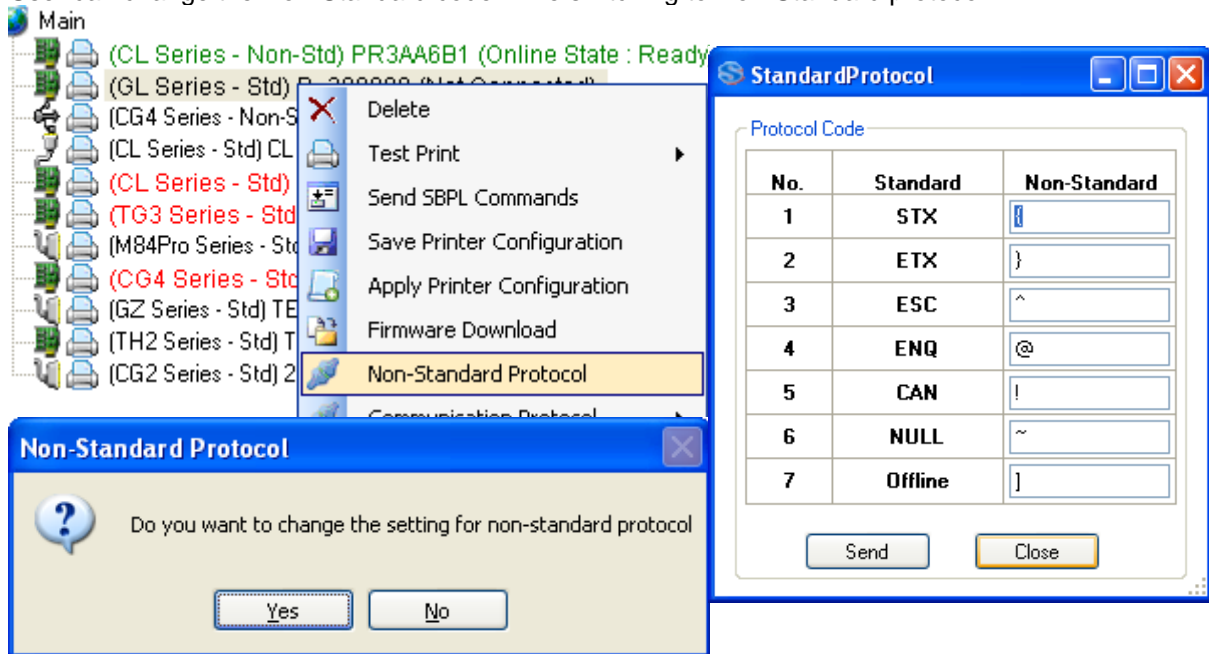 Main
(CL Series - Non-Std) PR3AA6B1 (Online State : Ready
(GL Series - Std)
(CG4 Series - Non-S
(CL Series - Std) CL
(CL Series - Std)
(TG3 Series - Std
(M84Pro Series - Std
(CG4 Series - Std
(GZ Series - Std) TE
(TH2 Series - Std) T
(CG2 Series - Std) 2
Delete
Test Print
Send SBPL Commands
Save Printer Configuration
Apply Printer Configuration
Firmware Download
Non-Standard Protocol
Communication Protocol
Non-Standard Protocol
Do you want to change the setting for non-standard protocol
Yes No
StandardProtocol
Protocol Code
No. Standard Non-Standard
1 STX {
2 ETX }
3 ESC ^
4 ENQ @
5 CAN !
6 NULL ~
7 Offline ]
Send Close